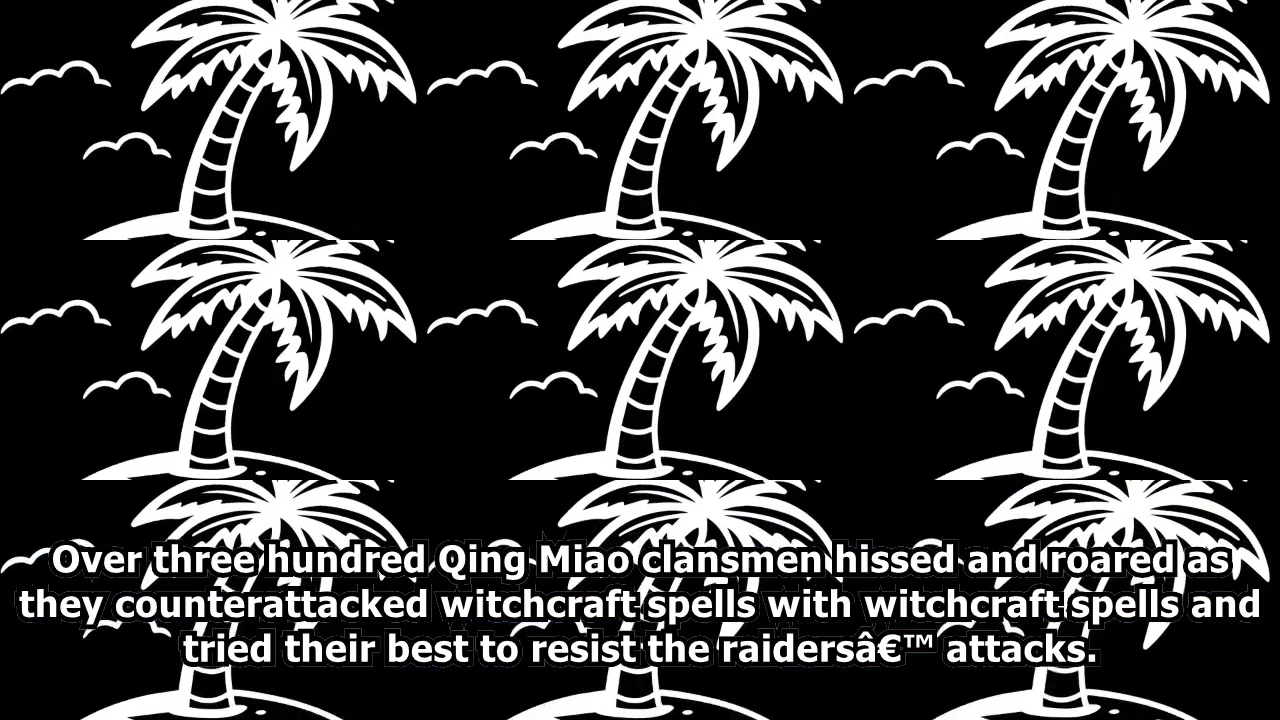 Over three hundred Qing Miao clansmen hissed and roared as
they counterattacked witchcraft spells with witchcraft spells and
tried their best to resist the raidersâ€™ attacks.